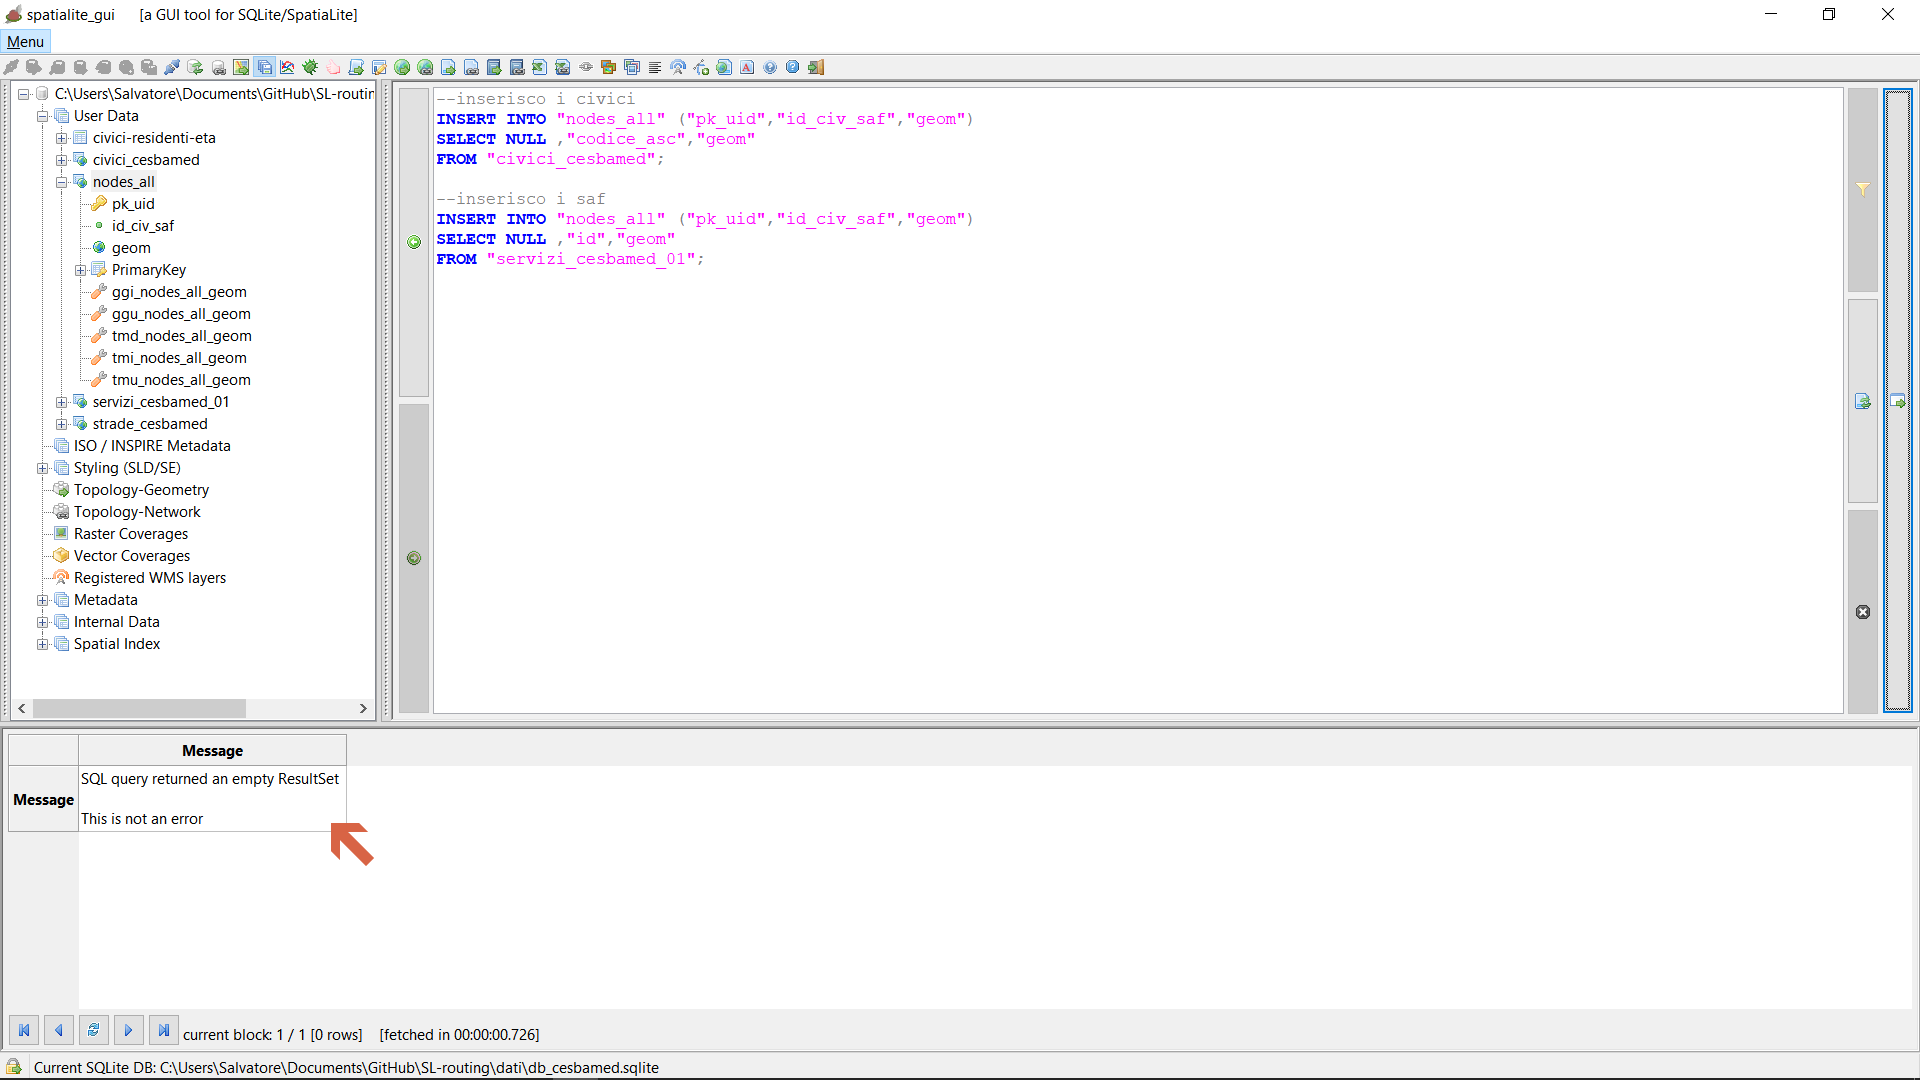 spatialite_gui [a GUI tool for SQLite/SpatiaLite]
Menu
C:\Users\Salvatore\Documents\GitHub\SL-routin
User Data
civici-residenti-eta
civici_cesbamed
nodes_all
pk_uid
id_civ_saf
geom
PrimaryKey
ggi_nodes_all_geom
ggu_nodes_all_geom
tmd_nodes_all_geom
tmi_nodes_all_geom
tmu_nodes_all_geom
servizi_cesbamed_01
strade_cesbamed
ISO / INSPIRE Metadata
Styling (SLD/SE)
Topology-Geometry
Topology-Network
Raster Coverages
Vector Coverages
Registered WMS layers
Metadata
Internal Data
Spatial Index
--inserisco i civici
INSERT INTO "nodes_all" ("pk_uid","id_civ_saf","geom")
SELECT NULL ,"codice_asc","geom"
FROM "civici_cesbamed";
--inserisco i saf
INSERT INTO "nodes_all" ("pk_uid","id_civ_saf","geom")
SELECT NULL ,"id","geom"
FROM "servizi_cesbamed_01";
Message
Message
SQL query returned an empty ResultSet
This is not an error
current block: 1 / 1 [0 rows] [fetched in 00:00:00.726]
Current SQLite DB: C:\Users\Salvatore\Documents\GitHub\SL-routing\dati\db_cesbamed.sqlite